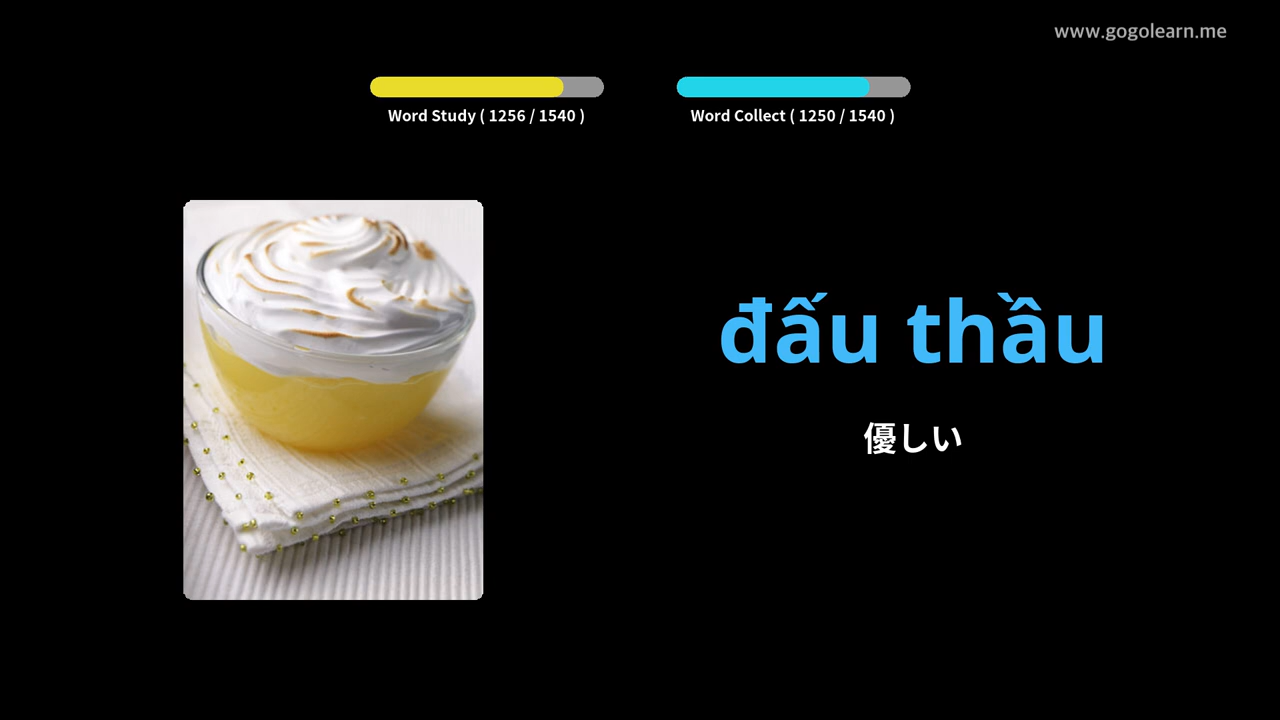 www.gogolearn.me
Word Study ( 1256 / 1540 )
Word Collect ( 1250 / 1540 )
đấu thầu
優しい